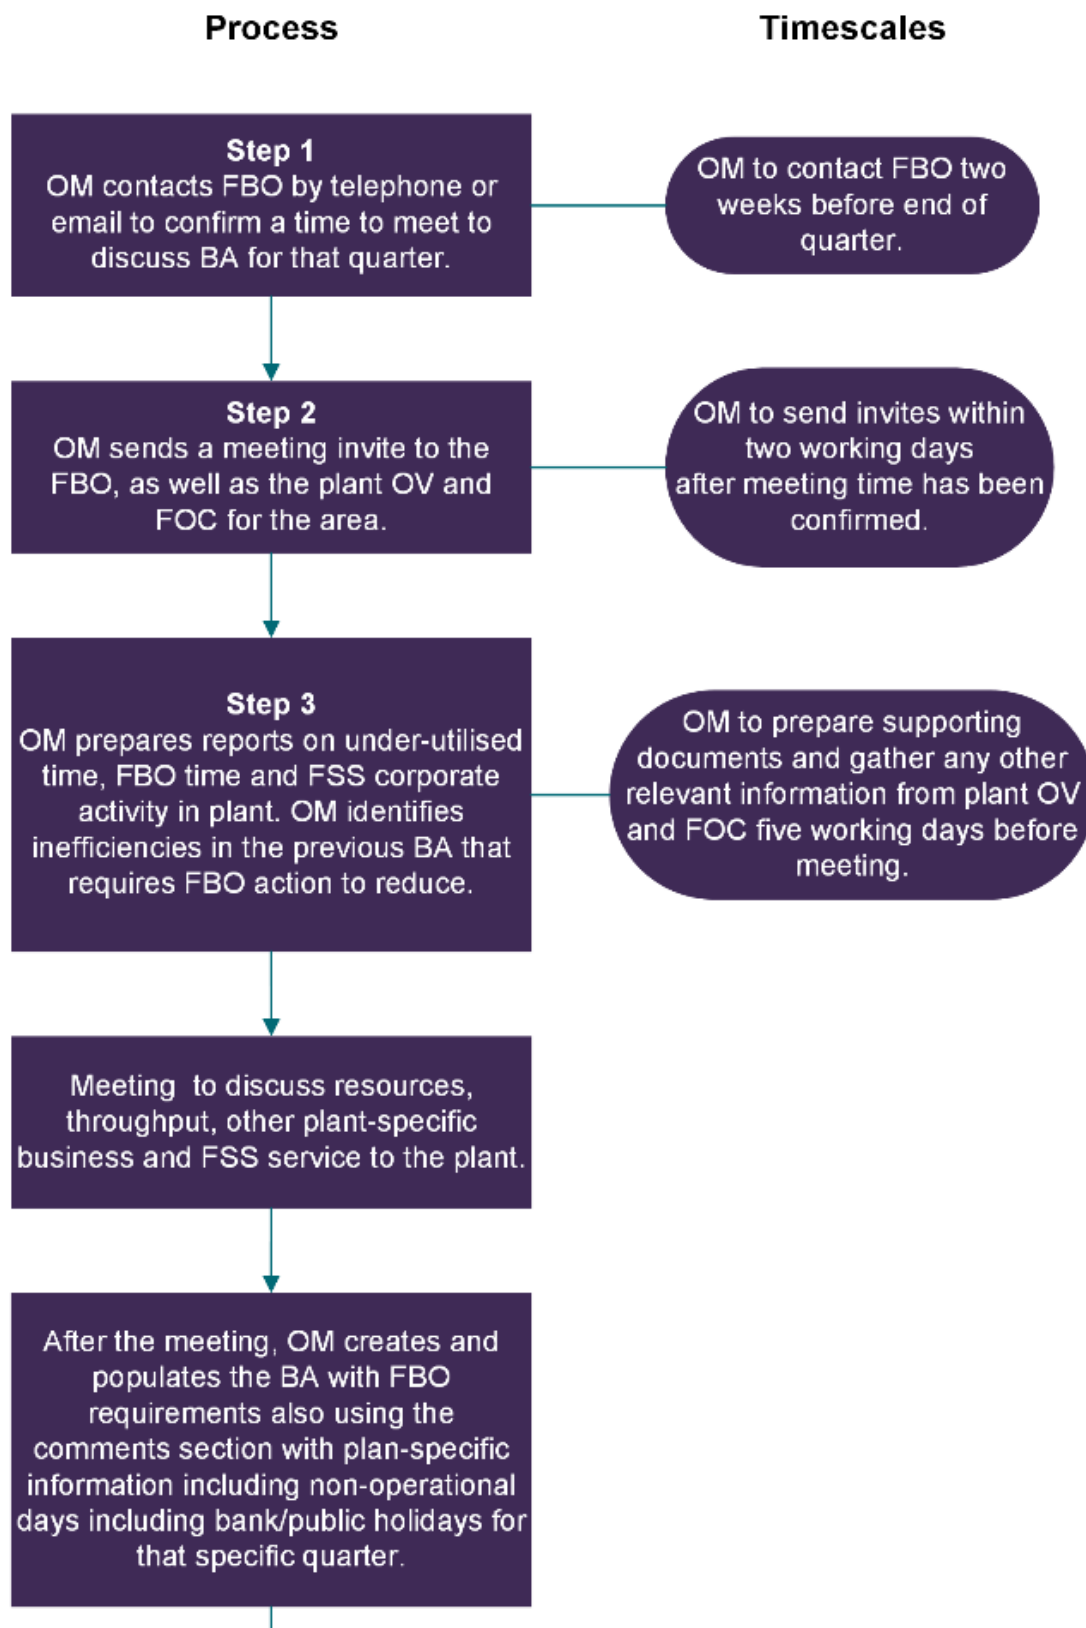 Process
Timescales
Step 1
OM contacts FBO by telephone or
email to confirm a time to meet to
discuss BA for that quarter.
OM to contact FBO two
weeks before end of
quarter.
Step 2
OM sends a meeting invite to the
FBO, as well as the plant OV and
FOC for the area.
OM to send invites within
two working days
after meeting time has been
confirmed.
Step 3
OM prepares reports on under-utilised
time, FBO time and FSS corporate
activity in plant. OM identifies
inefficiencies in the previous BA that
requires FBO action to reduce.
OM to prepare supporting
documents and gather any other
relevant information from plant OV
and FOC five working days before
meeting.
Meeting to discuss resources,
throughput, other plant-specific
business and FSS service to the plant.
After the meeting, OM creates and
populates the BA with FBO
requirements also using the
comments section with plan-specific
information including non-operational
days including bank/public holidays for
that specific quarter.